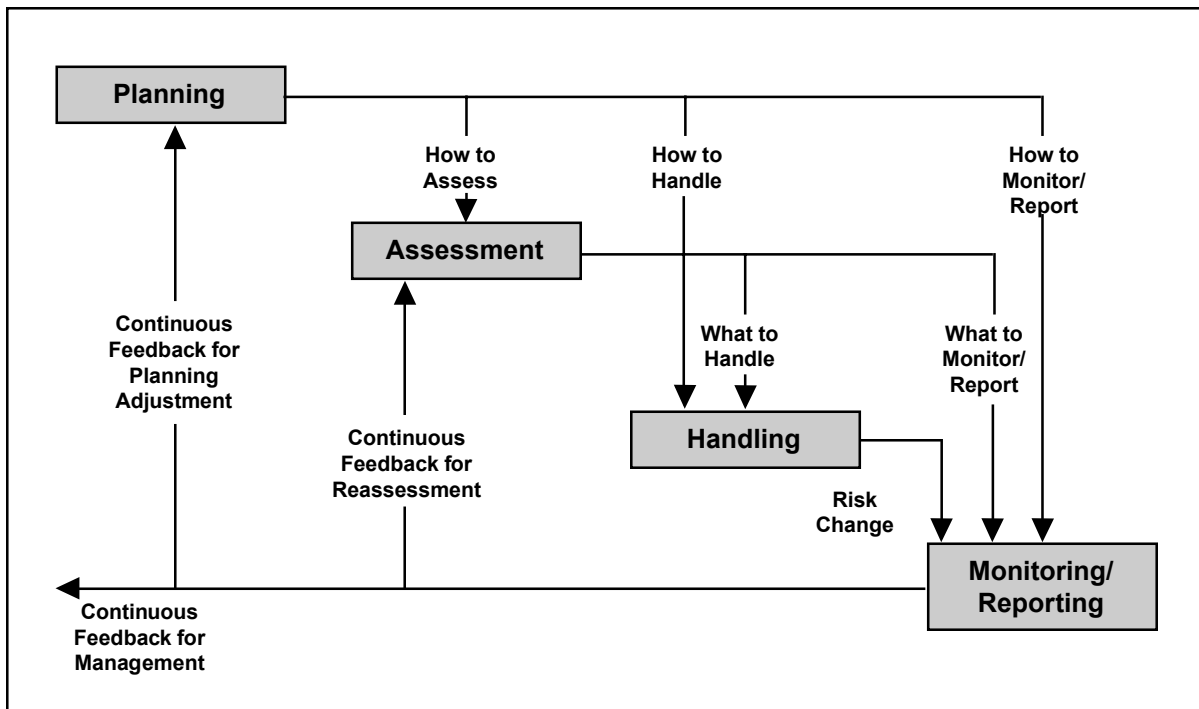 Planning
How to
Assess
How to
Handle
How to
Monitor/
Report
Assessment
Continuous
Feedback for
Planning
Adjustment
What to
Handle
What to
Monitor/
Report
Handling
Continuous
Feedback for
Reassessment
Risk
Change
Monitoring/
Reporting
Continuous
Feedback for
Management